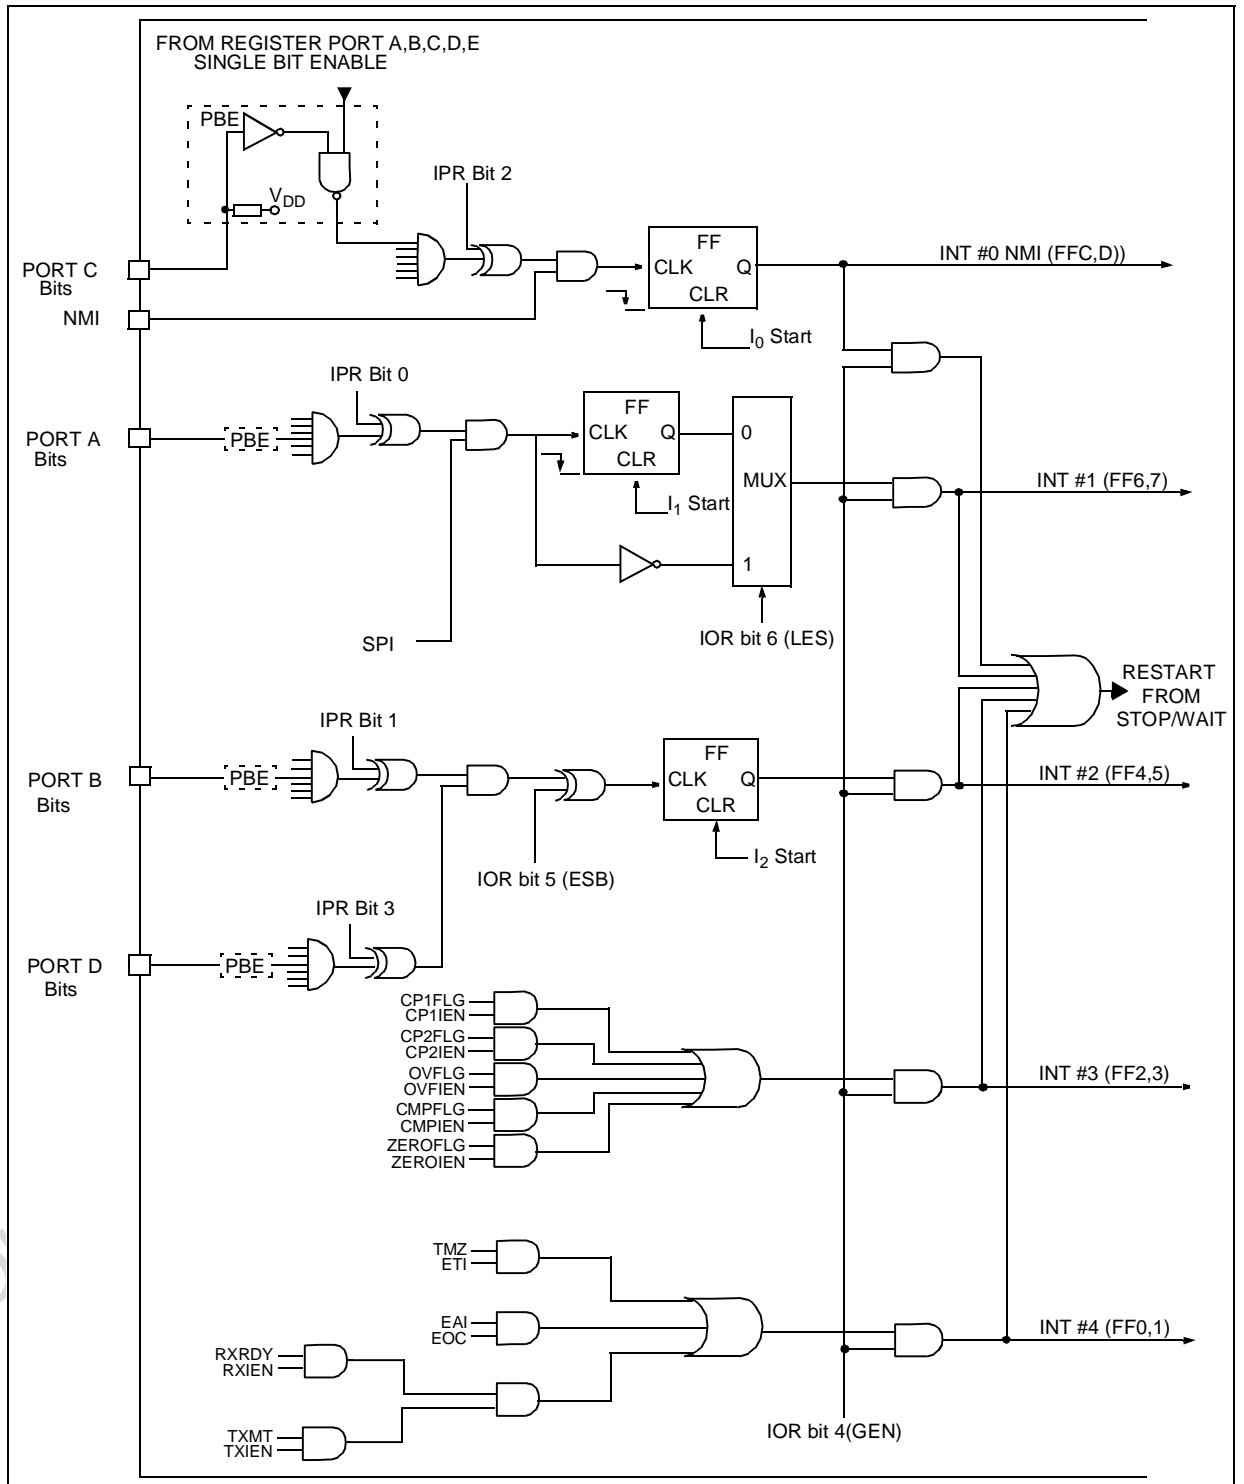 FROM REGISTER PORT A,B,C,D,E
SINGLE BIT ENABLE
PBE
VDD
IPR Bit 2
PORT C
Bits
NMI
FF
CLK Q
CLR
I0 Start
INT #0 NMI (FFC,D))
IPR Bit 0
PORT A
Bits
PBE
FF
CLK Q
CLR
I1 Start
0
MUX
1
INT #1 (FF6,7)
SPI
IOR bit 6 (LES)
RESTART
FROM
STOP/WAIT
IPR Bit 1
PORT B
Bits
PBE
FF
CLK Q
CLR
I2 Start
INT #2 (FF4,5)
IOR bit 5 (ESB)
IPR Bit 3
PORT D
Bits
PBE
CP1FLG
CP1IEN
CP2FLG
CP2IEN
OVFLG
OVFIEN
CMPFLG
CMPIEN
ZEROFLG
ZEROIEN
INT #3 (FF2,3)
TMZ
ETI
EAI
EOC
RXRDY
RXIEN
TXMT
TXIEN
INT #4 (FF0,1)
IOR bit 4(GEN)